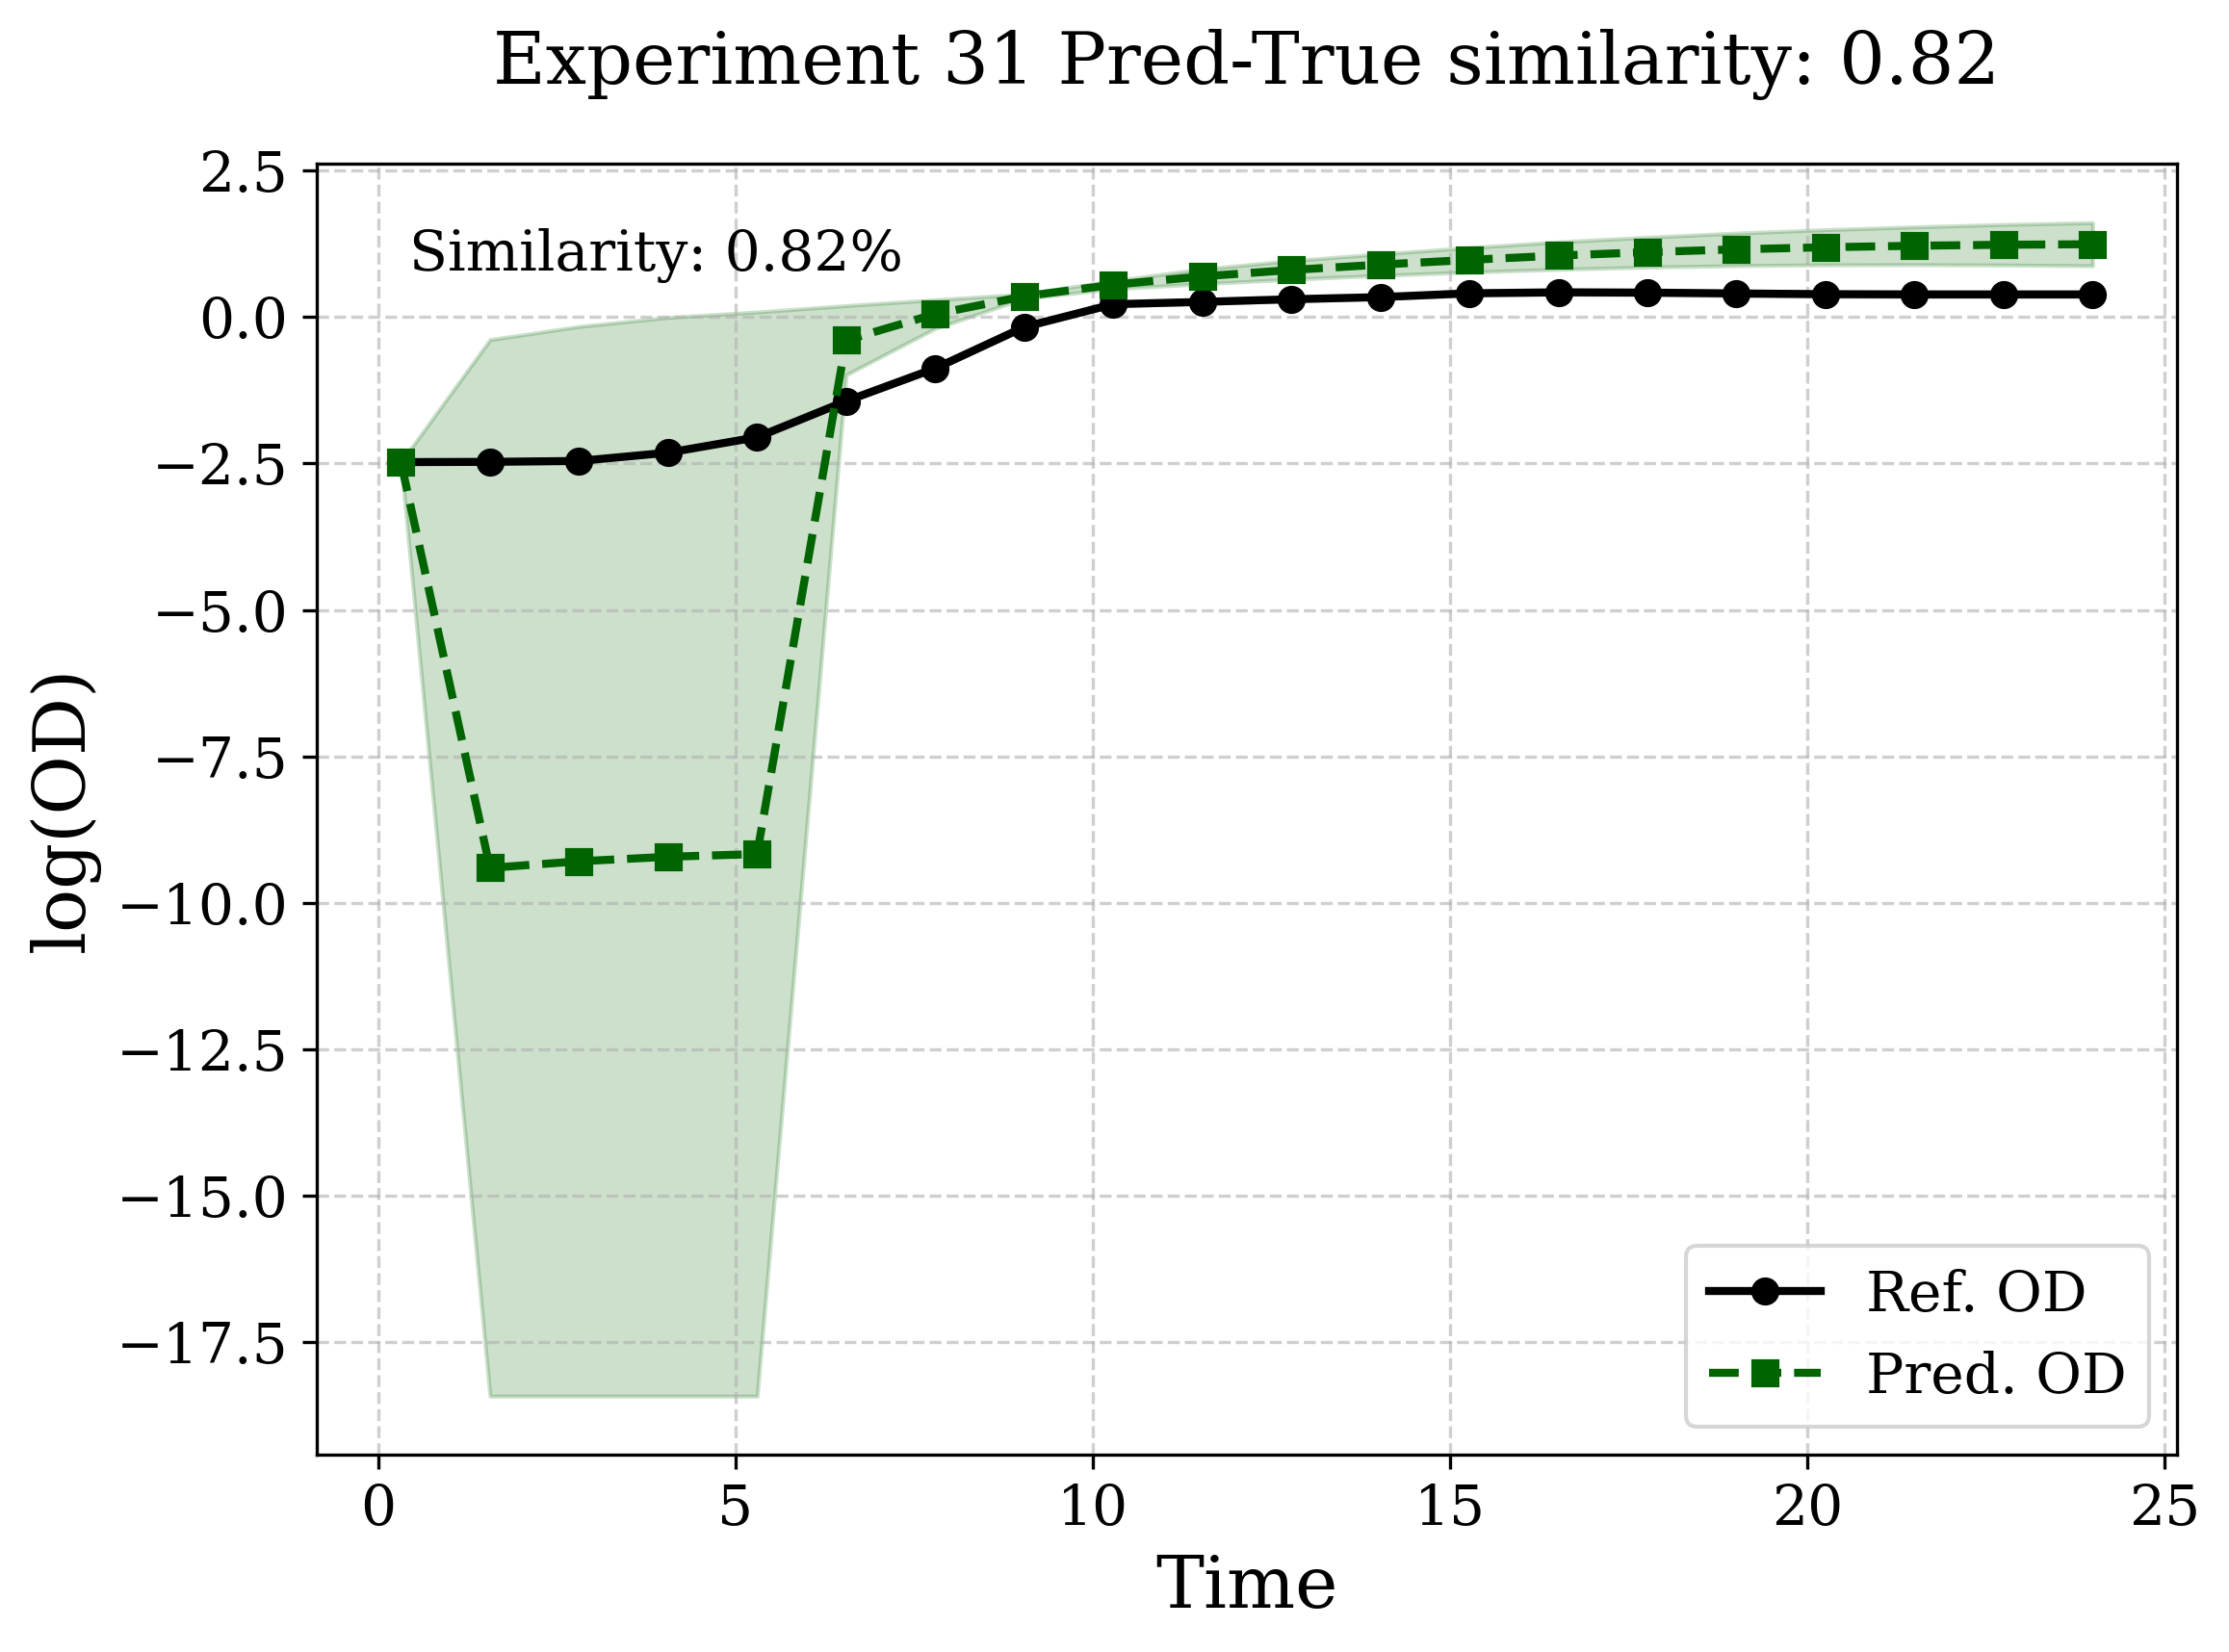 Experiment 31 Pred-True similarity: 0.82
2.5
Similarity: 0.82%
0.0
−2.5
−5.0
−7.5
−10.0
−12.5
−15.0
−17.5
log(OD))
Ref. OD
Pred. OD
0 5 10 15 20 25
Time